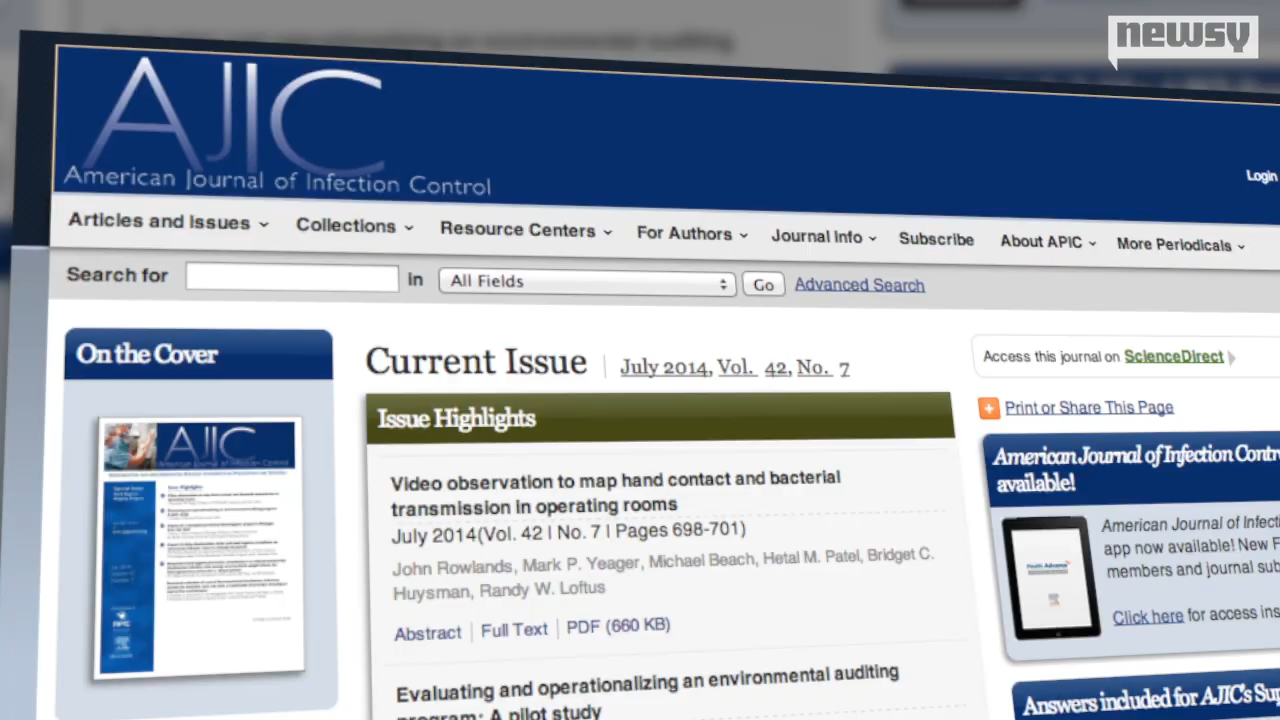 newsy
AJIC
American Journal of Infection Control
Login
Articles and Issues
Collections
Resource Centers
For Authors
Journal Info
Subscribe
About APIC
More Periodicals
Search for
in
All Fields
Go
Advanced Search
On the Cover
AJIC
Current Issue
July 2014, Vol. 42, No. 7
Issue Highlights
Video observation to map hand contact and bacterial
transmission in operating rooms
July 2014(Vol. 42 | No. 7 | Pages 698-701)
John Rowlands, Mark P. Yeager, Michael Beach, Hetal M. Patel, Bridget C.
Huysman, Randy W. Loftus
Abstract | Full Text | PDF (660 KB)
Evaluating and operationalizing an environmental auditing
program: A pilot study
Access this journal on ScienceDirect
Print or Share This Page
American Journal of Infection Contr
available!
American Journal of Infecti
app now available! New F
members and journal sub
Click here for access ins
Answers included for AJIC's Su